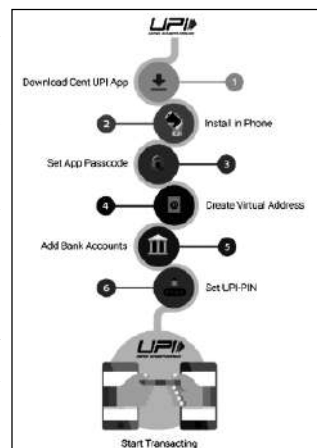 UPI
Download Cent UPI App
1
2
Install in Phone
Set App Passcode
3
4
Create Virtual Address
Add Bank Accounts
5
6
Set UPI-PIN
UPI
Start Transacting